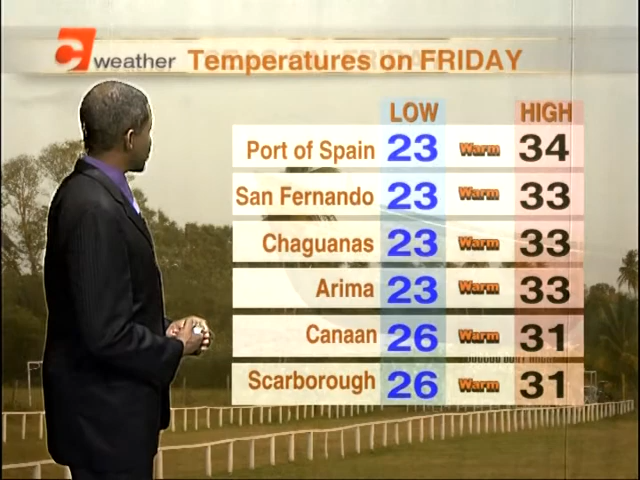 weather Temperatures on FRIDAY
LOW HIGH
Port of Spain 23 Warm 34
San Fernando 23 Warm 33
Chaguanas 23 Warm 33
Arima 23 Warm 33
Canaan 26 Warm 31
Scarborough 26 Warm 31